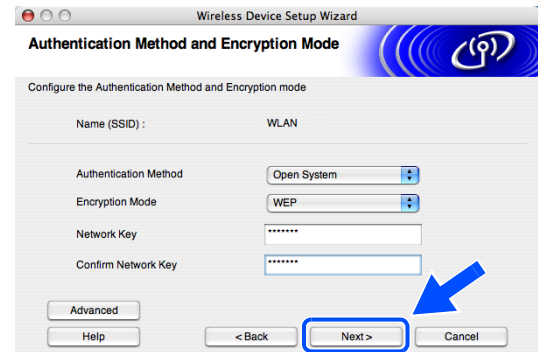 Wireless Device Setup Wizard
Authentication Method and Encryption Mode
Configure the Authentication Method and Encryption mode
Name (SSID) : WLAN
Authentication Method Open System
Encryption Mode WEP
Network Key *******
Confirm Network Key *******
Advanced
Help < Back Next > Cancel